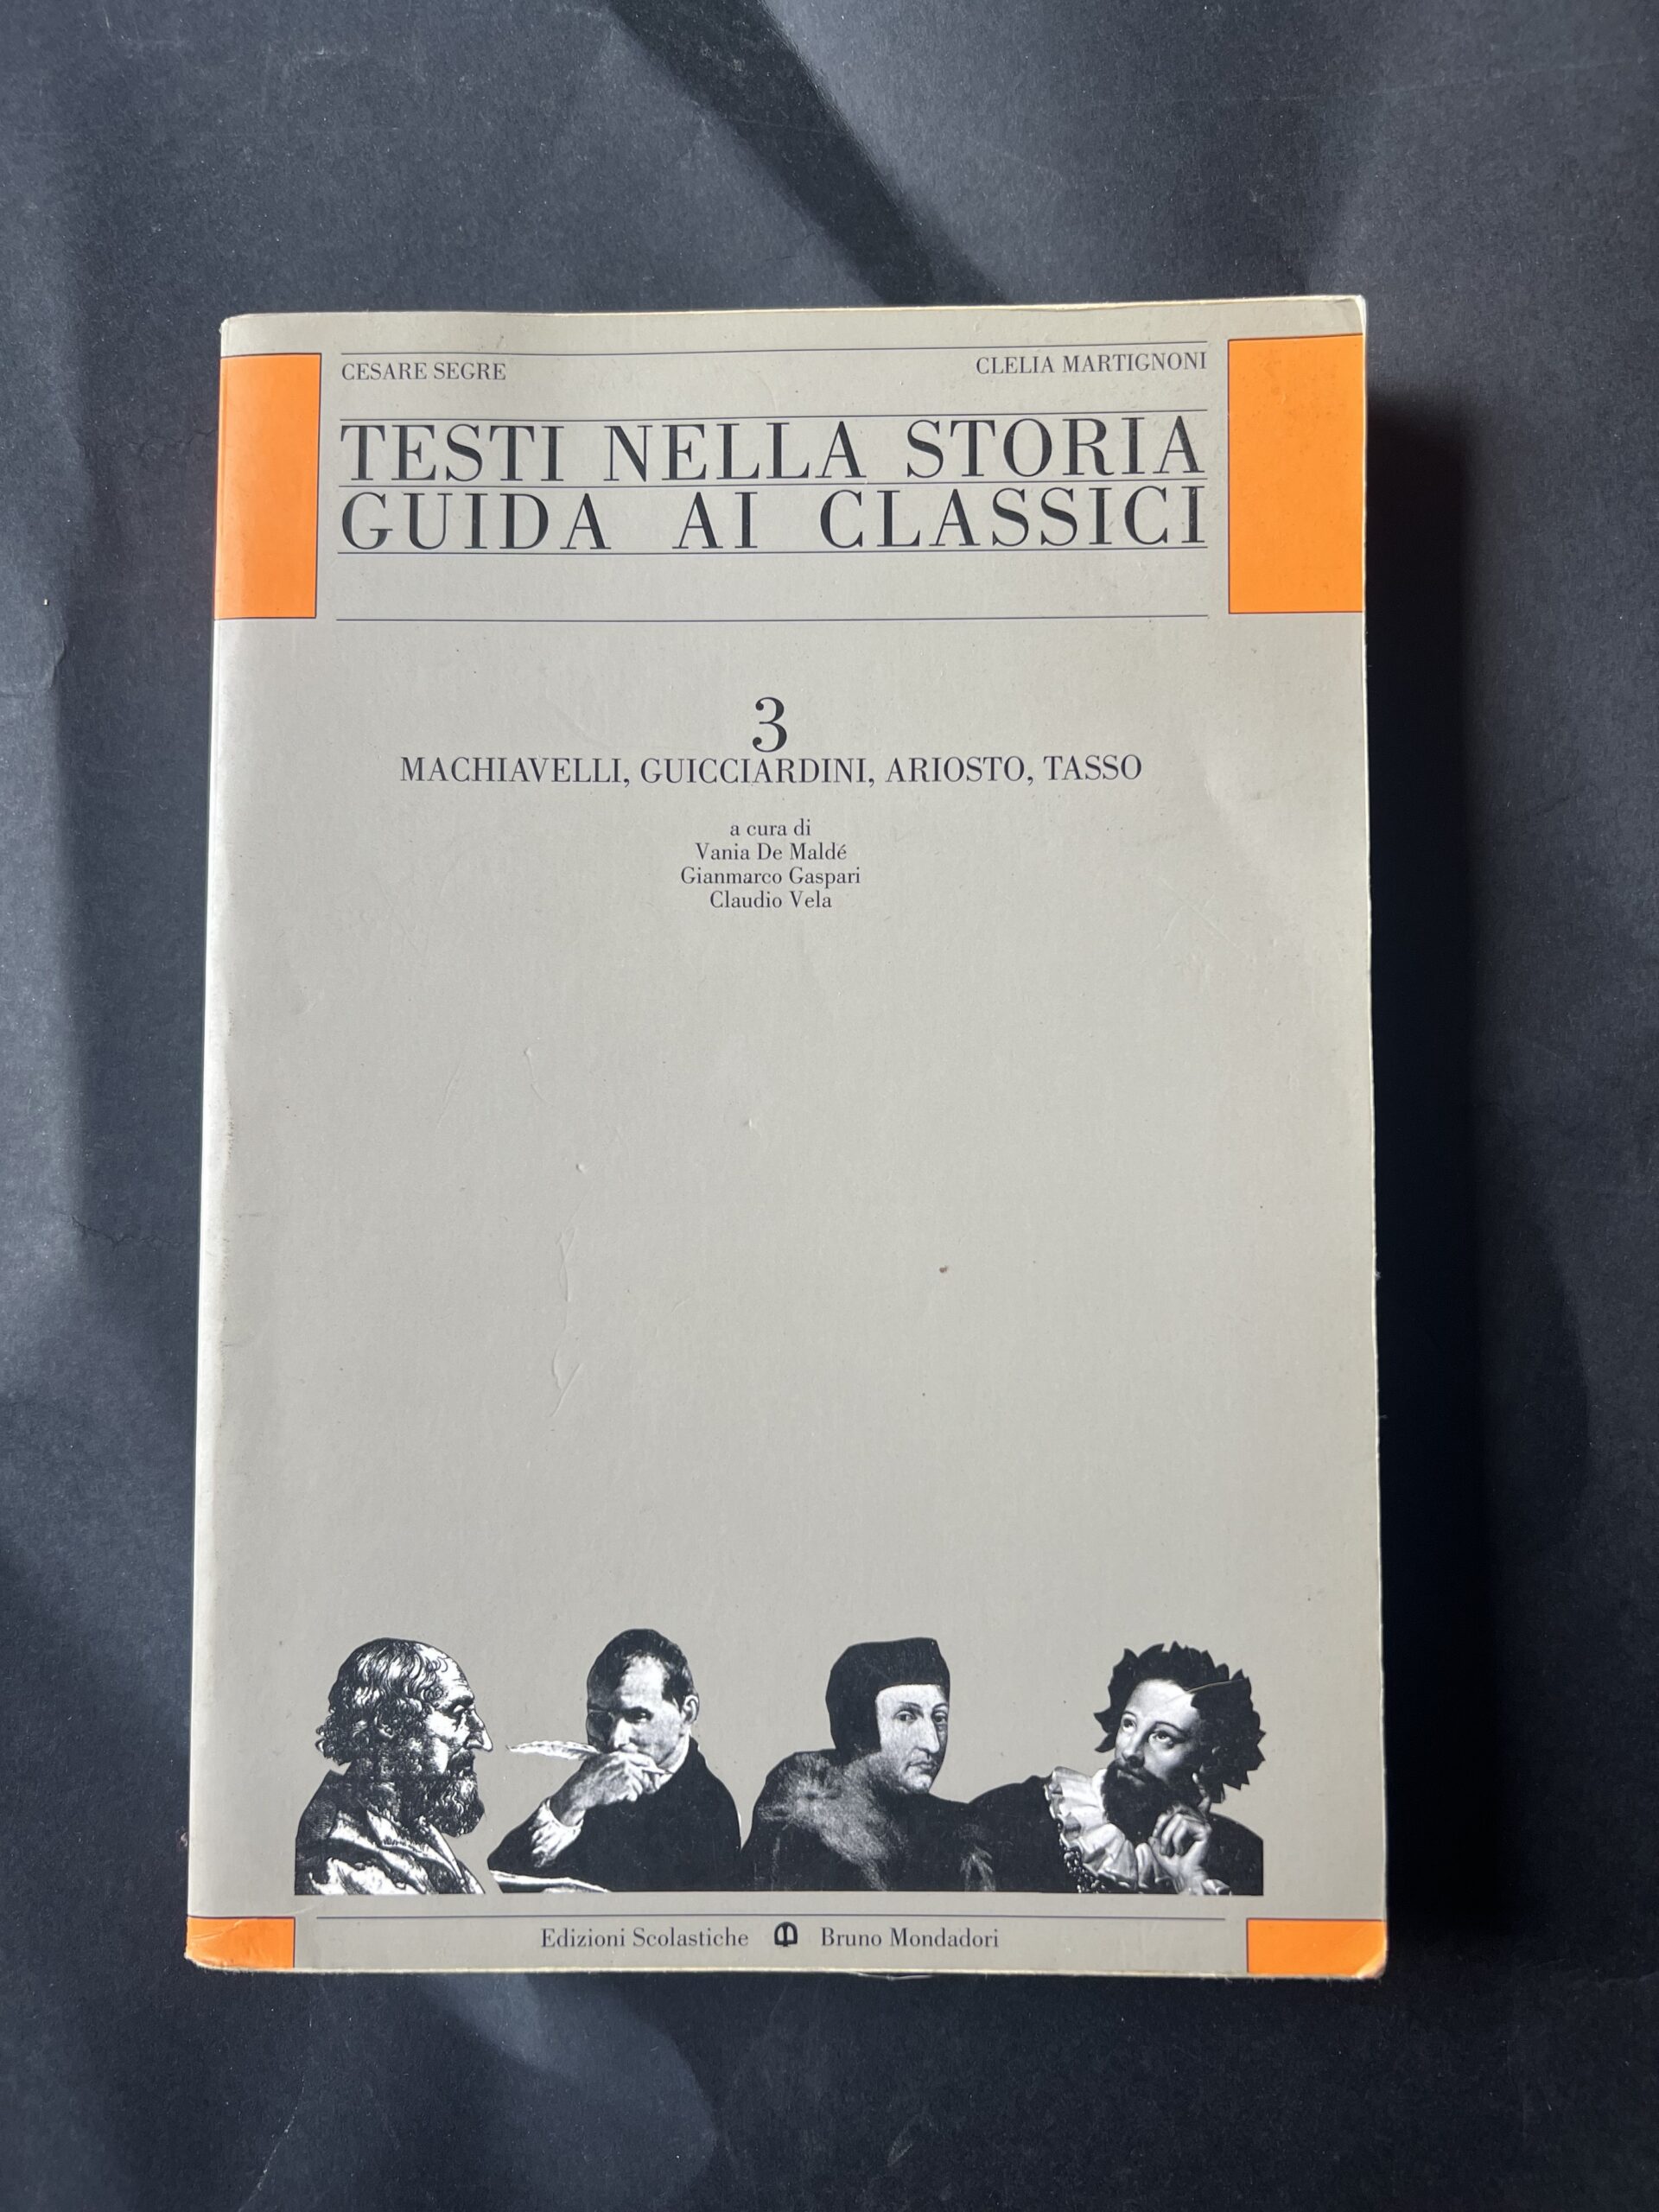 CESARE SEGRE
CLELIA MARTIGNONI
TESTI NELLA STORIA
GUIDA AI CLASSICI
3
MACHIAVELLI, GUICCIARDINI, ARIOSTO, TASSO
a cura di
Vania De Maldé
Gianmarco Gaspari
Claudio Vela
Edizioni Scolastiche Bruno Mondadori